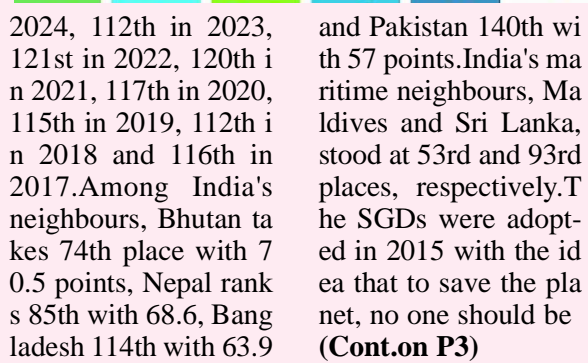 2024, 112th in 2023,
121st in 2022, 120th i
n 2021, 117th in 2020,
115th in 2019, 112th i
n 2018 and 116th in
2017.Among India's
neighbours, Bhutan ta
kes 74th place with 7
0.5 points, Nepal rank
s 85th with 68.6, Bang
ladesh 114th with 63.9
and Pakistan 140th wi
th 57 points.India's ma
ritime neighbours, Ma
ldives and Sri Lanka,
stood at 53rd and 93rd
places, respectively.T
he SGDs were adopt-
ed in 2015 with the id
ea that to save the pla
net, no one should be
(Cont.on P3)